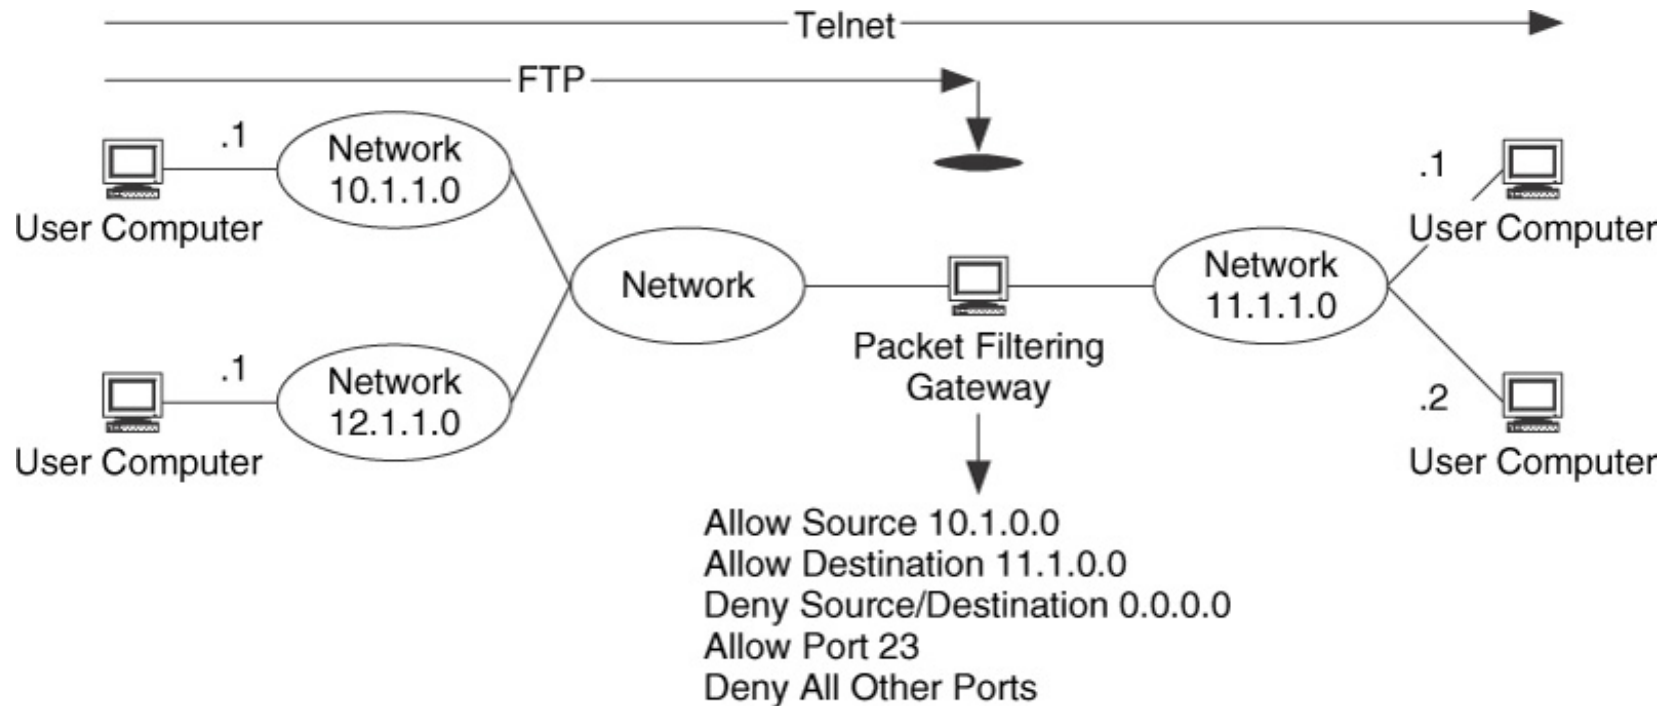 Telnet
FTP
.1
Network
10.1.1.0
User Computer
.1
User Computer
Network
Network
11.1.1.0
Packet Filtering
Gateway
.1
Network
12.1.1.0
User Computer
.2
User Computer
Allow Source 10.1.0.0
Allow Destination 11.1.0.0
Deny Source/Destination 0.0.0.0
Allow Port 23
Deny All Other Ports